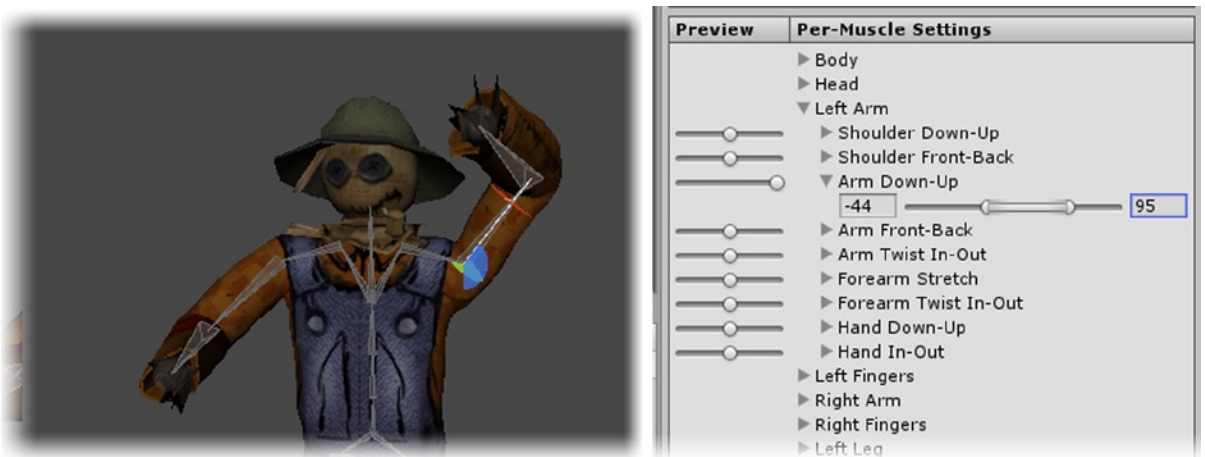 Preview Per-Muscle Settings
Body
Head
Left Arm
Shoulder Down-Up
Shoulder Front-Back
Arm Down-Up
-44 95
Arm Front-Back
Arm Twist In-Out
Forearm Stretch
Forearm Twist In-Out
Hand Down-Up
Hand In-Out
Left Fingers
Right Arm
Right Fingers
Left Leg